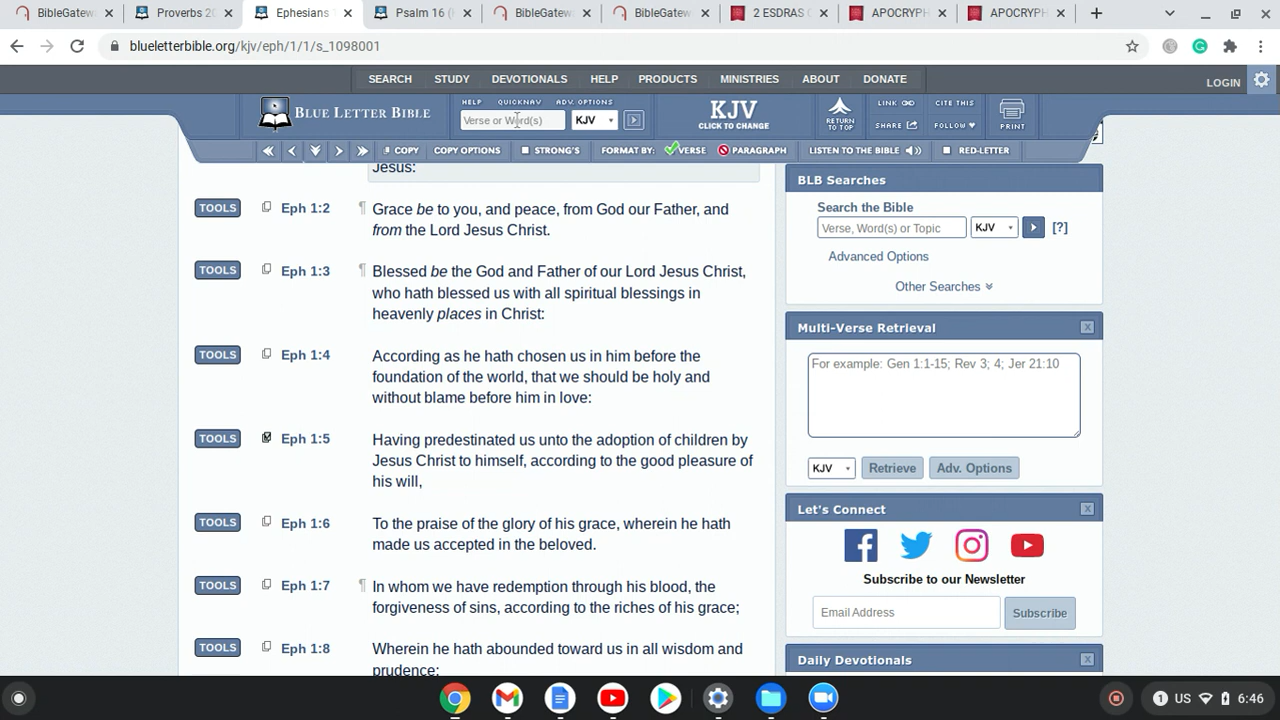 BibleGatew
Proverbs 20
Ephesians 1
Psalm 16 (
BibleGatew
BibleGatew
2 ESDRAS
APOCRYPH
APOCRYPH
blueletterbible.org/kjv/eph/1/1/s_1098001
SEARCH STUDY DEVOTIONALS HELP PRODUCTS MINISTRIES ABOUT DONATE
LOGIN
BLUE LETTER BIBLE
HELP QUICKNAV ADV. OPTIONS
Verse or Word(s) KJV
KJV
CLICK TO CHANGE
RETURN
TO TOP
LINK CITE THIS
SHARE FOLLOW
PRINT
COPY COPY OPTIONS STRONG'S FORMAT BY: VERSE PARAGRAPH LISTEN TO THE BIBLE RED-LETTER
Jesus:
TOOLS Eph 1:2 ¶ Grace be to you, and peace, from God our Father, and
from the Lord Jesus Christ.
TOOLS Eph 1:3 ¶ Blessed be the God and Father of our Lord Jesus Christ,
who hath blessed us with all spiritual blessings in
heavenly places in Christ:
TOOLS Eph 1:4 According as he hath chosen us in him before the
foundation of the world, that we should be holy and
without blame before him in love:
TOOLS Eph 1:5 Having predestinated us unto the adoption of children by
Jesus Christ to himself, according to the good pleasure of
his will,
TOOLS Eph 1:6 To the praise of the glory of his grace, wherein he hath
made us accepted in the beloved.
TOOLS Eph 1:7 ¶ In whom we have redemption through his blood, the
forgiveness of sins, according to the riches of his grace;
TOOLS Eph 1:8 Wherein he hath abounded toward us in all wisdom and
prudence;
BLB Searches
Search the Bible
Verse, Word(s) or Topic KJV [?]
Advanced Options
Other Searches
Multi-Verse Retrieval X
For example: Gen 1:1-15; Rev 3; 4; Jer 21:10
KJV Retrieve Adv. Options
Let's Connect X
Subscribe to our Newsletter
Email Address Subscribe
Daily Devotionals X
1 US 6:46